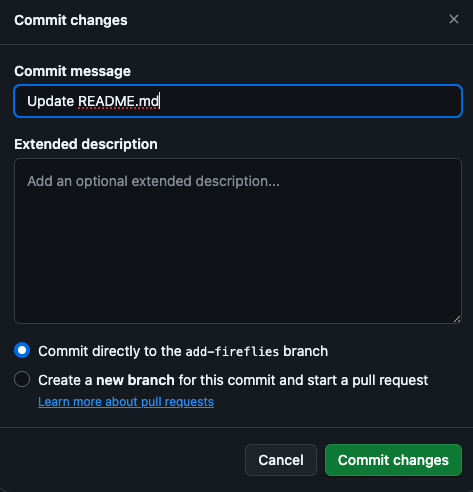 Commit changes
Commit message
Update README.md
Extended description
Add an optional extended description...
Commit directly to the add-fireflies branch
Create a new branch for this commit and start a pull request
Learn more about pull requests
Cancel
Commit changes